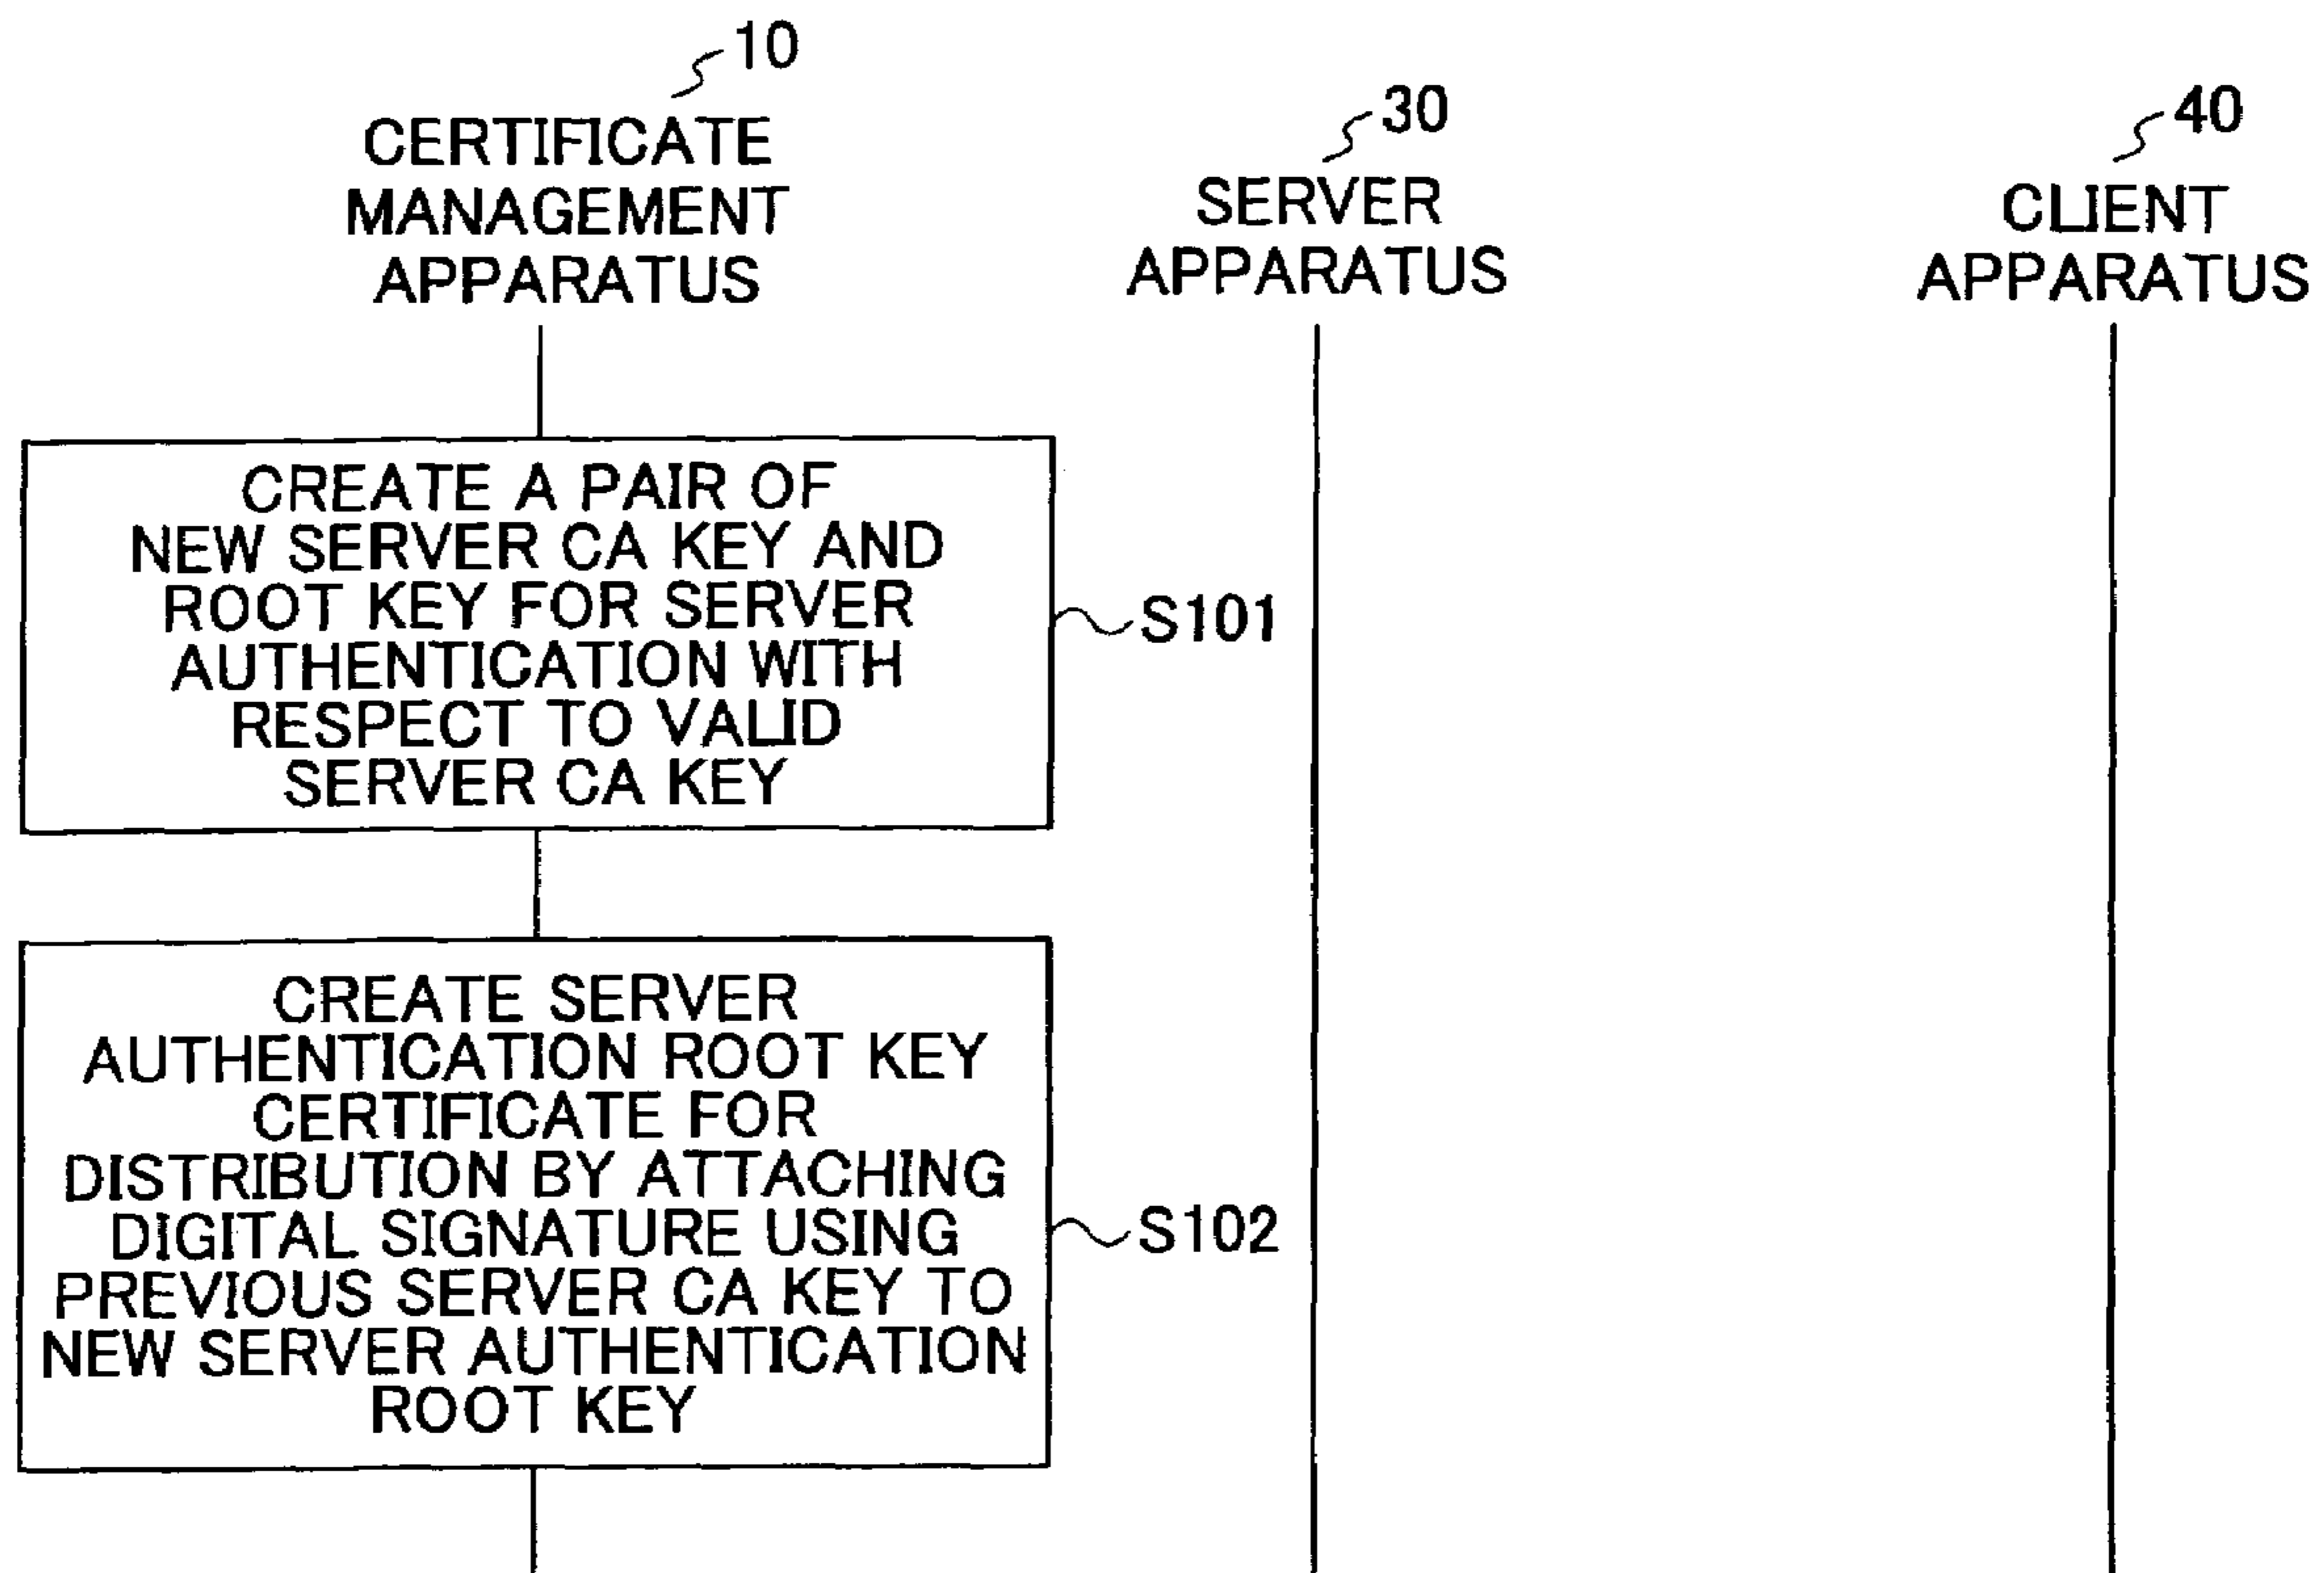 10
CERTIFICATE
MANAGEMENT
APPARATUS
30
SERVER
APPARATUS
40
CLIENT
APPARATUS
CREATE A PAIR OF
NEW SERVER CA KEY AND
ROOT KEY FOR SERVER
AUTHENTICATION WITH
RESPECT TO VALID
SERVER CA KEY
S101
CREATE SERVER
AUTHENTICATION ROOT KEY
CERTIFICATE FOR
DISTRIBUTION BY ATTACHING
DIGITAL SIGNATURE USING
PREVIOUS SERVER CA KEY TO
NEW SERVER AUTHENTICATION
ROOT KEY
S102